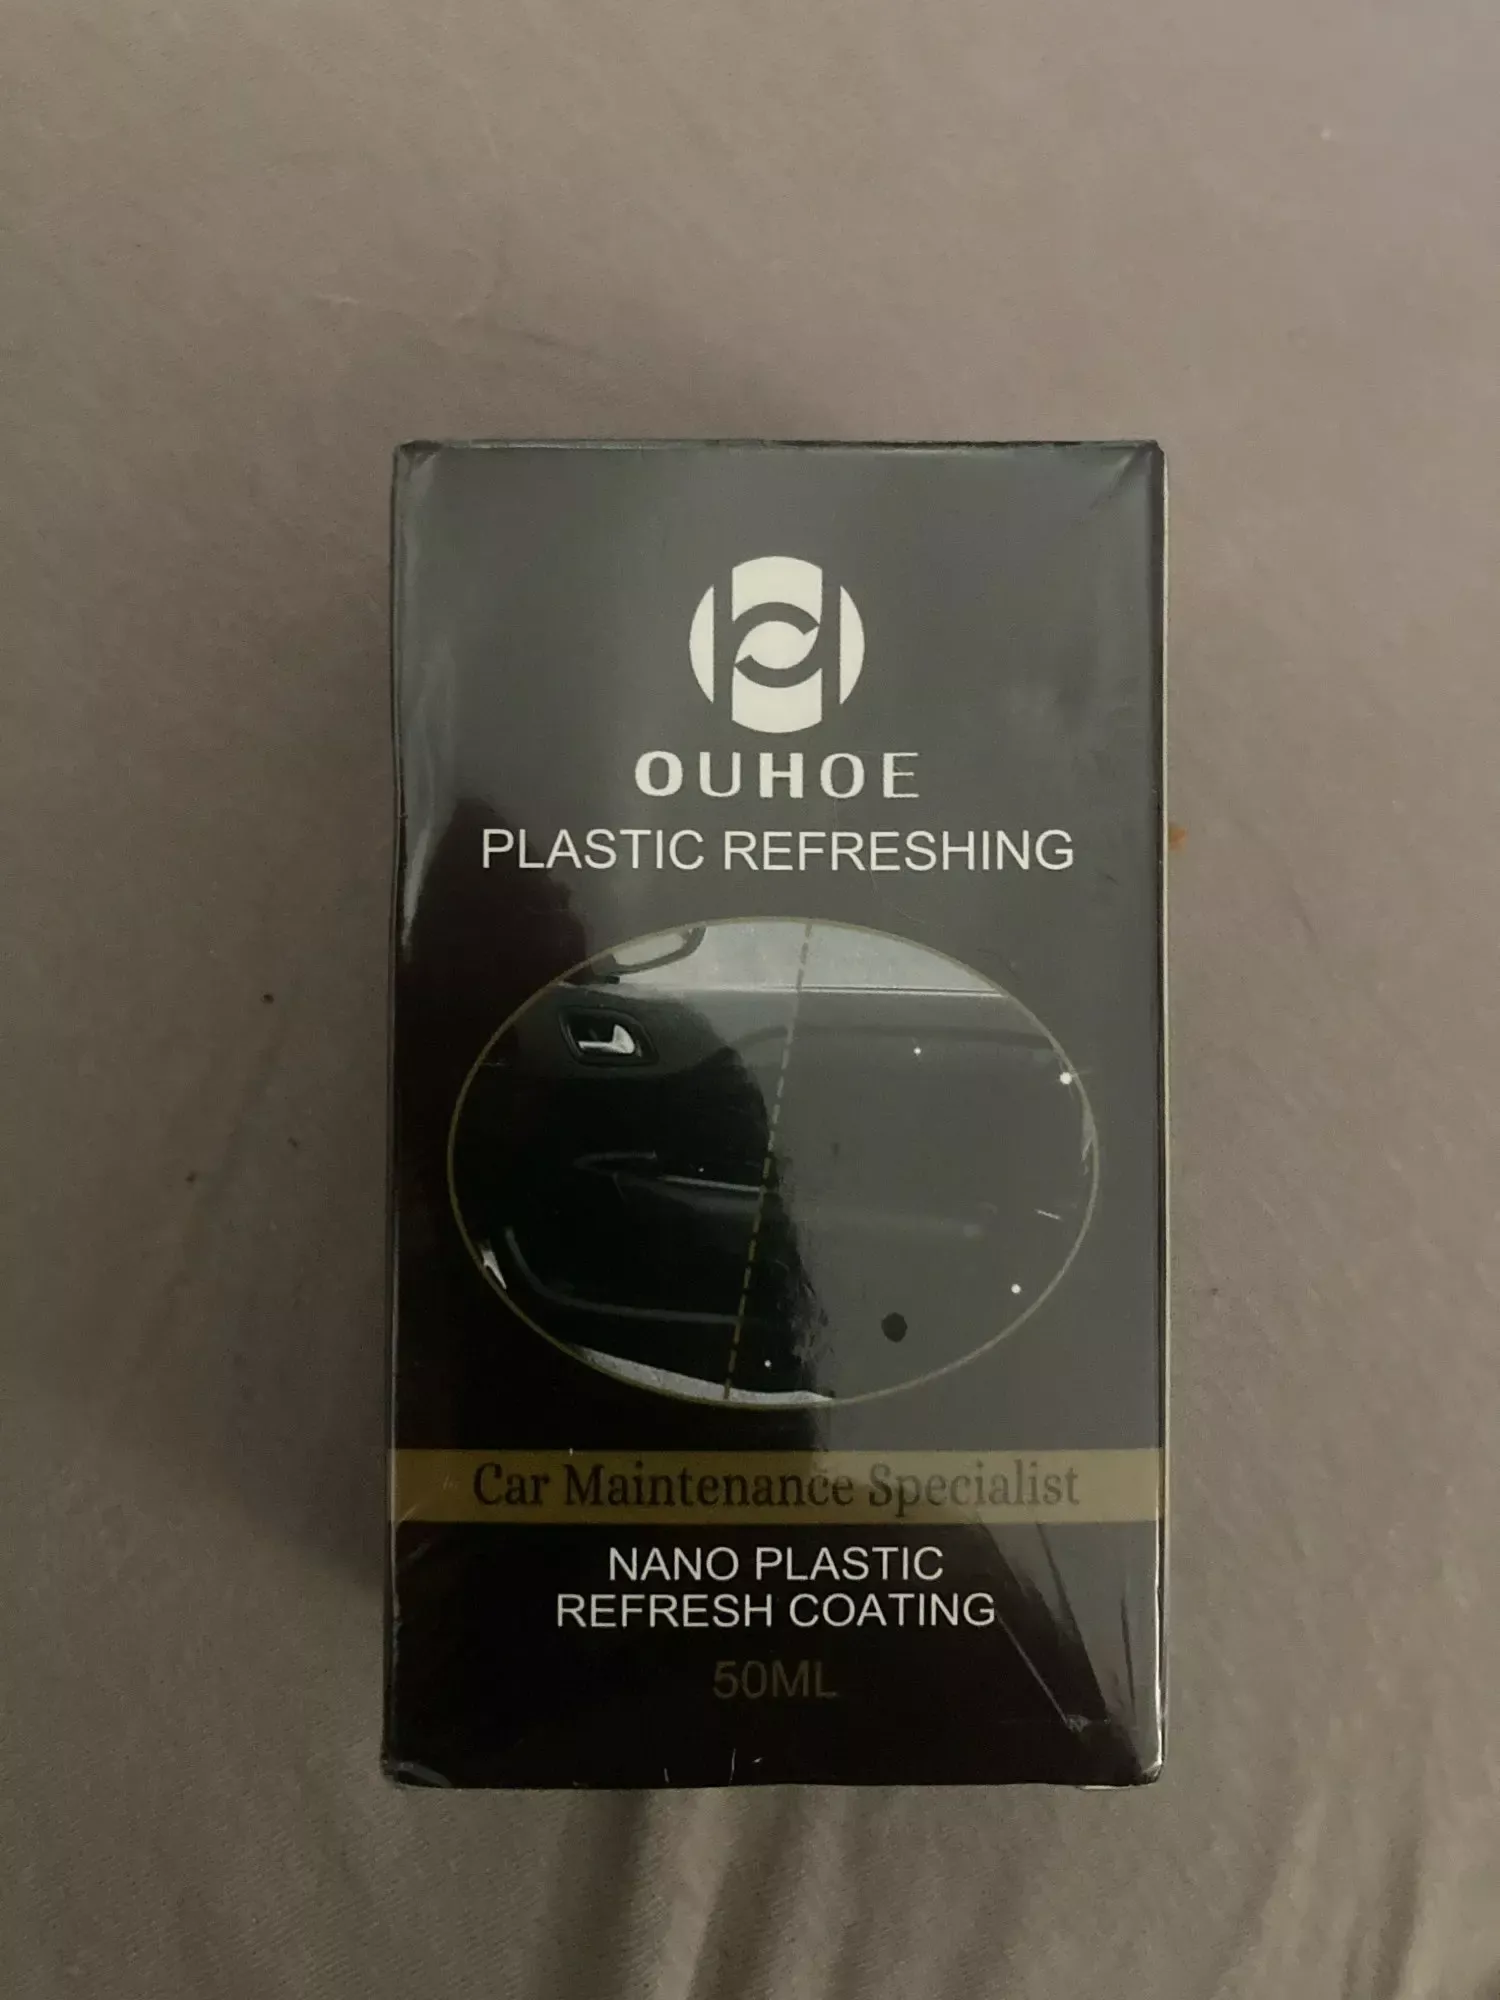 OUHOE
PLASTIC REFRESHING
Car Maintenance Specialist
NANO PLASTIC
REFRESH COATING
50ML